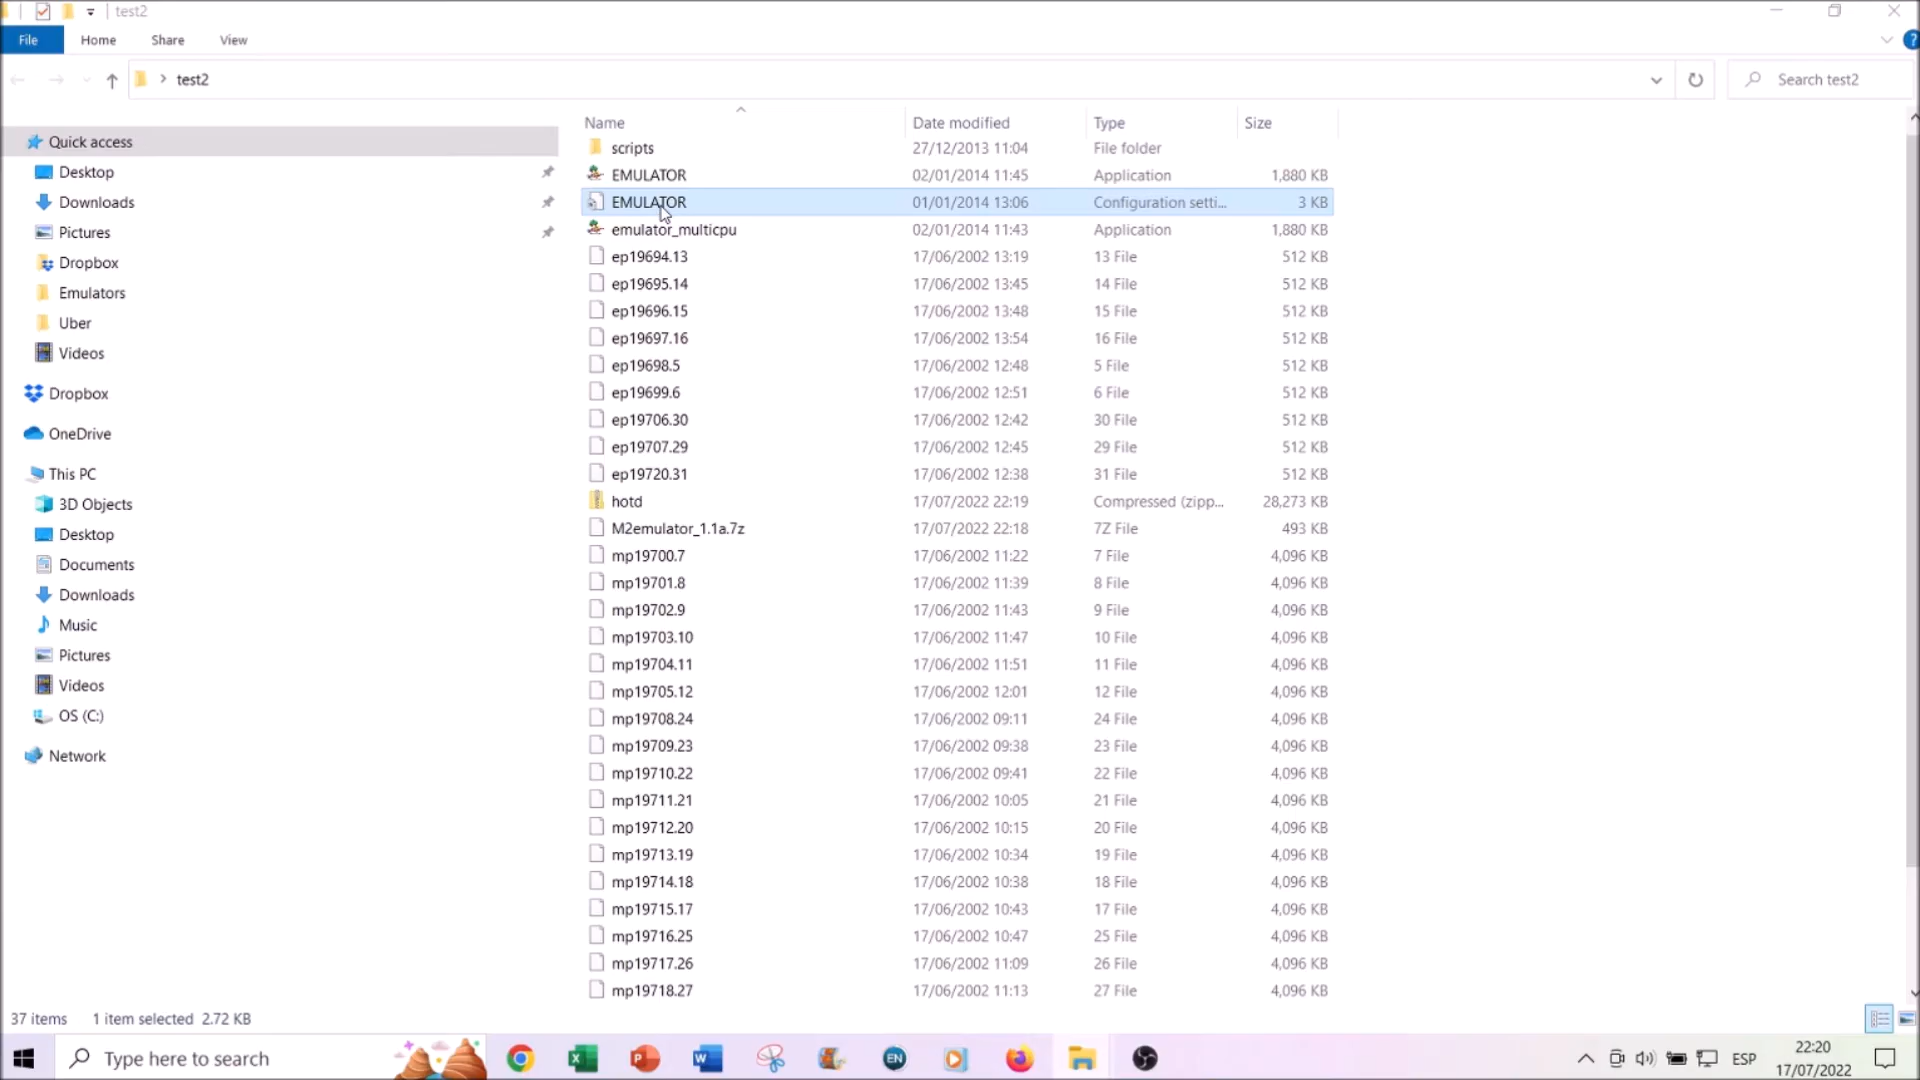 test2
File Home Share View
test2
Search test2
Name Date modified Type Size
Quick access
Desktop
Downloads
Pictures
Dropbox
Emulators
Uber
Videos
Dropbox
OneDrive
This PC
3D Objects
Desktop
Documents
Downloads
Music
Pictures
Videos
OS (C:)
Network
scripts 27/12/2013 11:04 File folder
EMULATOR 02/01/2014 11:45 Application 1,880 KB
EMULATOR 01/01/2014 13:06 Configuration setti... 3 KB
emulator_multicpu 02/01/2014 11:43 Application 1,880 KB
ep19694.13 17/06/2002 13:19 13 File 512 KB
ep19695.14 17/06/2002 13:45 14 File 512 KB
ep19696.15 17/06/2002 13:48 15 File 512 KB
ep19697.16 17/06/2002 13:54 16 File 512 KB
ep19698.5 17/06/2002 12:48 5 File 512 KB
ep19699.6 17/06/2002 12:51 6 File 512 KB
ep19706.30 17/06/2002 12:42 30 File 512 KB
ep19707.29 17/06/2002 12:45 29 File 512 KB
ep19720.31 17/06/2002 12:38 31 File 512 KB
hotd 17/07/2022 22:19 Compressed (zipp... 28,273 KB
M2emulator_1.1a.7z 17/07/2022 22:18 7Z File 493 KB
mp19700.7 17/06/2002 11:22 7 File 4,096 KB
mp19701.8 17/06/2002 11:39 8 File 4,096 KB
mp19702.9 17/06/2002 11:43 9 File 4,096 KB
mp19703.10 17/06/2002 11:47 10 File 4,096 KB
mp19704.11 17/06/2002 11:51 11 File 4,096 KB
mp19705.12 17/06/2002 12:01 12 File 4,096 KB
mp19708.24 17/06/2002 09:11 24 File 4,096 KB
mp19709.23 17/06/2002 09:38 23 File 4,096 KB
mp19710.22 17/06/2002 09:41 22 File 4,096 KB
mp19711.21 17/06/2002 10:05 21 File 4,096 KB
mp19712.20 17/06/2002 10:15 20 File 4,096 KB
mp19713.19 17/06/2002 10:34 19 File 4,096 KB
mp19714.18 17/06/2002 10:38 18 File 4,096 KB
mp19715.17 17/06/2002 10:43 17 File 4,096 KB
mp19716.25 17/06/2002 10:47 25 File 4,096 KB
mp19717.26 17/06/2002 11:09 26 File 4,096 KB
mp19718.27 17/06/2002 11:13 27 File 4,096 KB
37 items 1 item selected 2.72 KB
Type here to search
EN
ESP
22:20
17/07/2022